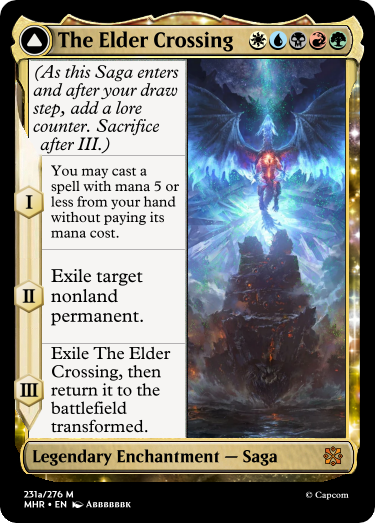 The Elder Crossing
(As this Saga enters
and after your draw
step, add a lore
counter. Sacrifice
after III.)
I
You may cast a
spell with mana 5 or
less from your hand
without paying its
mana cost.
II
Exile target
nonland
permanent.
III
Exile The Elder
Crossing, then
return it to the
battlefield
transformed.
Legendary Enchantment — Saga
231a/276 M
MHR • EN ABBBBBBK
© Capcom